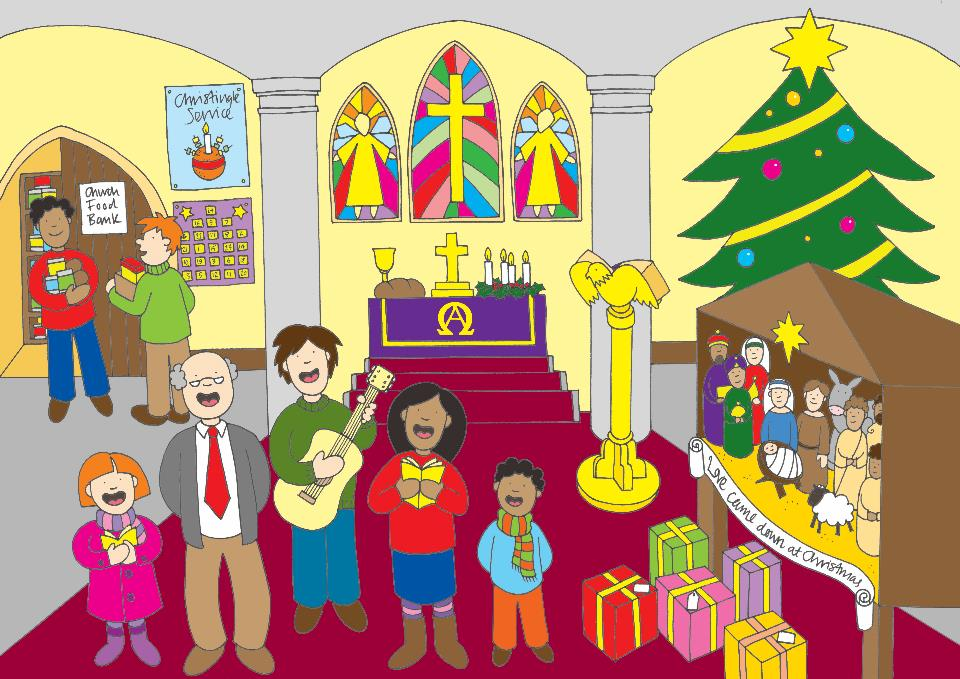 Christingle
Service
Church
Food
Bank
Love came down at Christmas